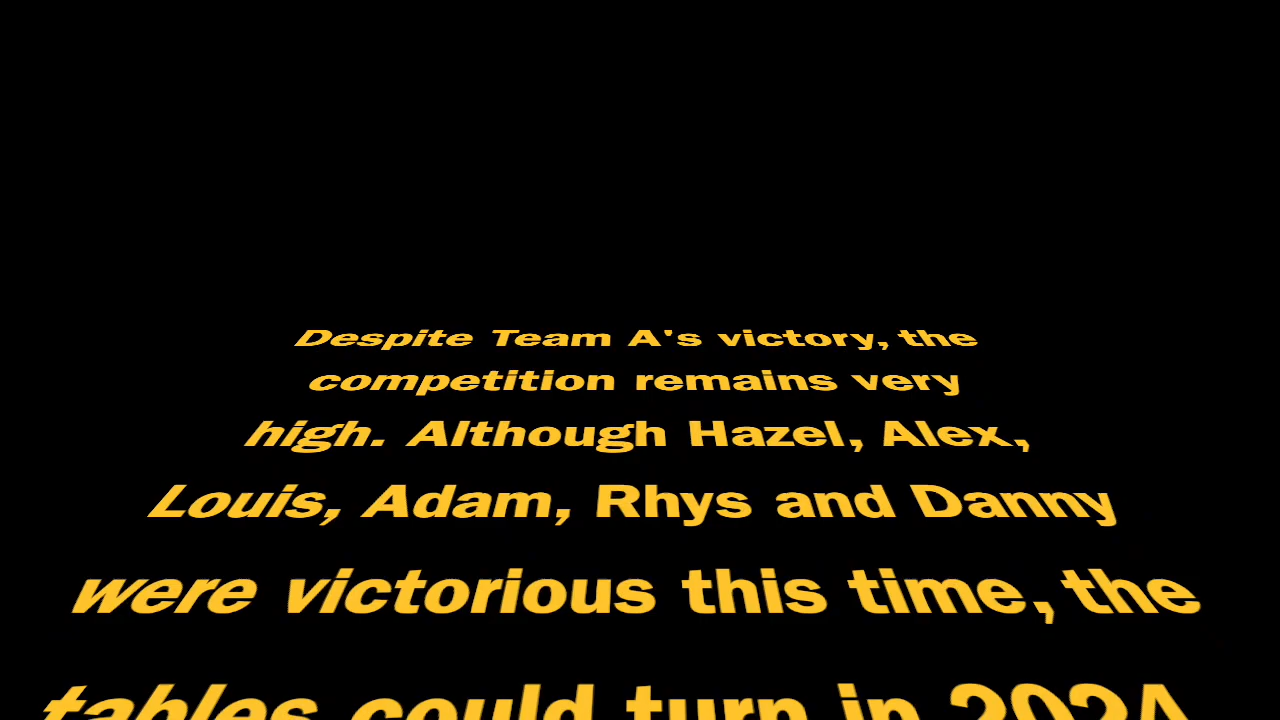 Despite Team A's victory, the
competition remains very
high. Although Hazel, Alex,
Louis, Adam, Rhys and Danny
were victorious this time, the
tables could turn in 2024